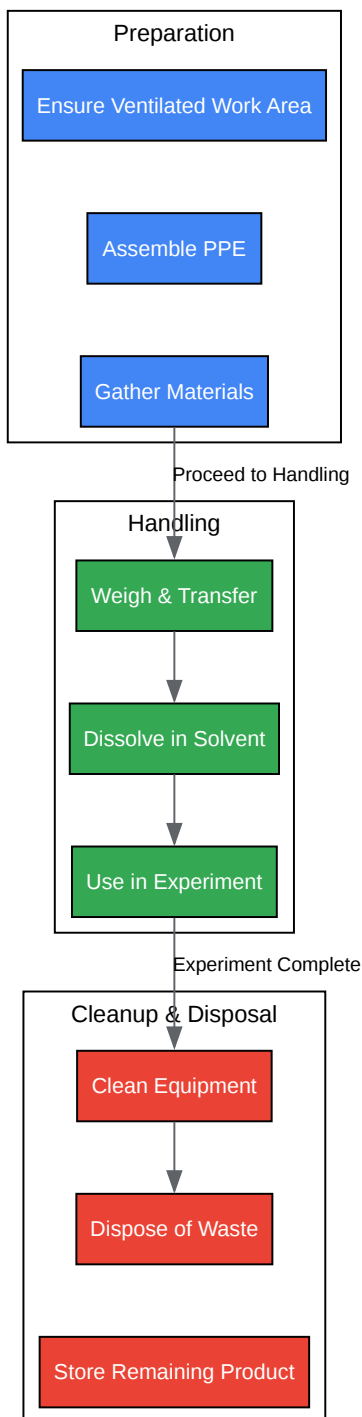 Preparation
Ensure Ventilated Work Area
Assemble PPE
Gather Materials
Proceed to Handling
Handling
Weigh & Transfer
Dissolve in Solvent
Use in Experiment
Experiment Complete
Cleanup & Disposal
Clean Equipment
Dispose of Waste
Store Remaining Product